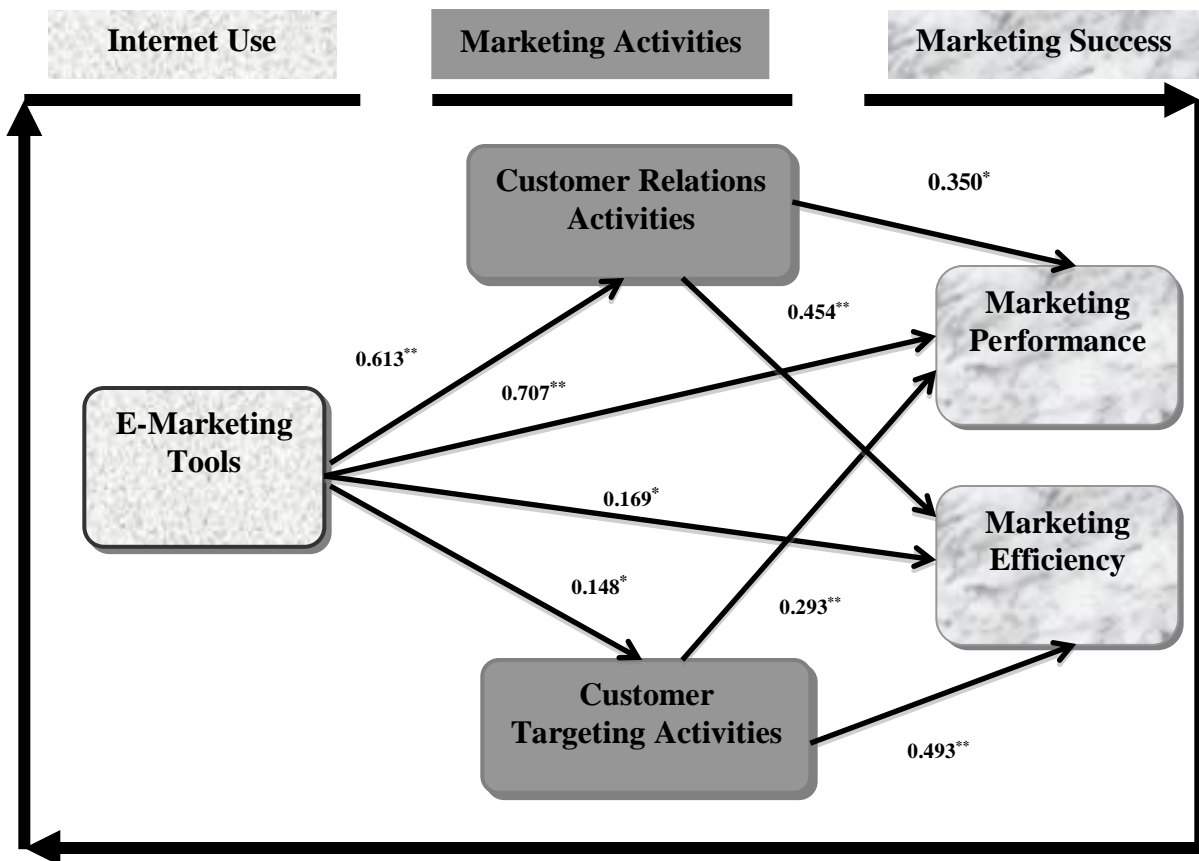 Internet Use
Marketing Activities
Marketing Success
Customer Relations
Activities
0.350*
Marketing
Performance
0.454**
0.613**
0.707**
E-Marketing
Tools
0.169*
Marketing
Efficiency
0.148*
0.293**
Customer
Targeting Activities
0.493**